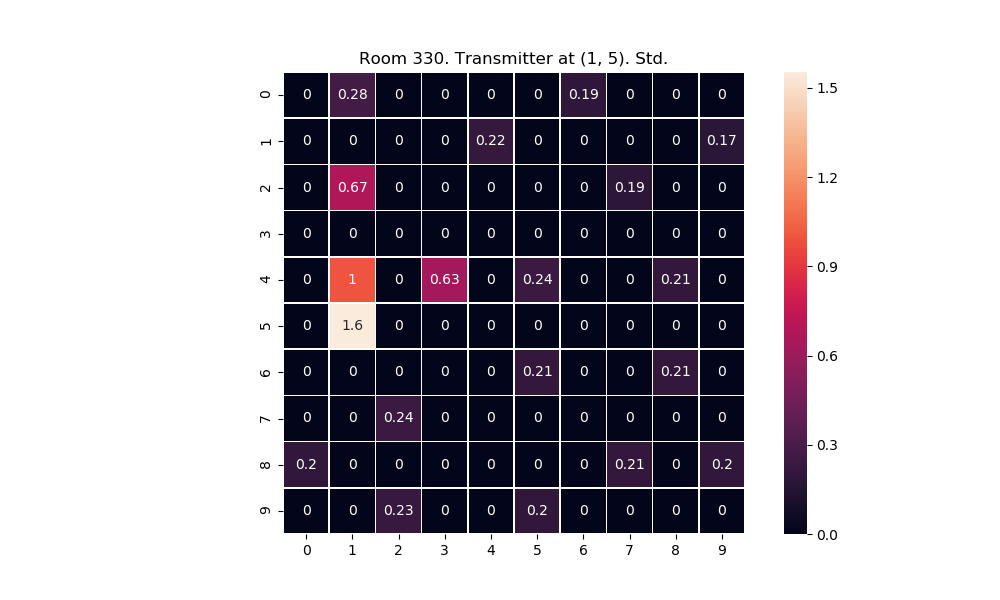 Room 330. Transmitter at (1, 5). Std.
0 0 0.28 0 0 0 0 0.19 0 0 0
1 0 0 0 0 0.22 0 0 0 0 0.17
2 0 0.67 0 0 0 0 0 0.19 0 0
3 0 0 0 0 0 0 0 0 0 0
4 0 1 0 0.63 0 0.24 0 0 0.21 0
5 0 1.6 0 0 0 0 0 0 0 0
6 0 0 0 0 0 0.21 0 0 0.21 0
7 0 0 0.24 0 0 0 0 0 0 0
8 0.2 0 0 0 0 0 0 0.21 0 0.2
9 0 0 0.23 0 0 0.2 0 0 0 0
0 1 2 3 4 5 6 7 8 9
1.5
1.2
0.9
0.6
0.3
0.0